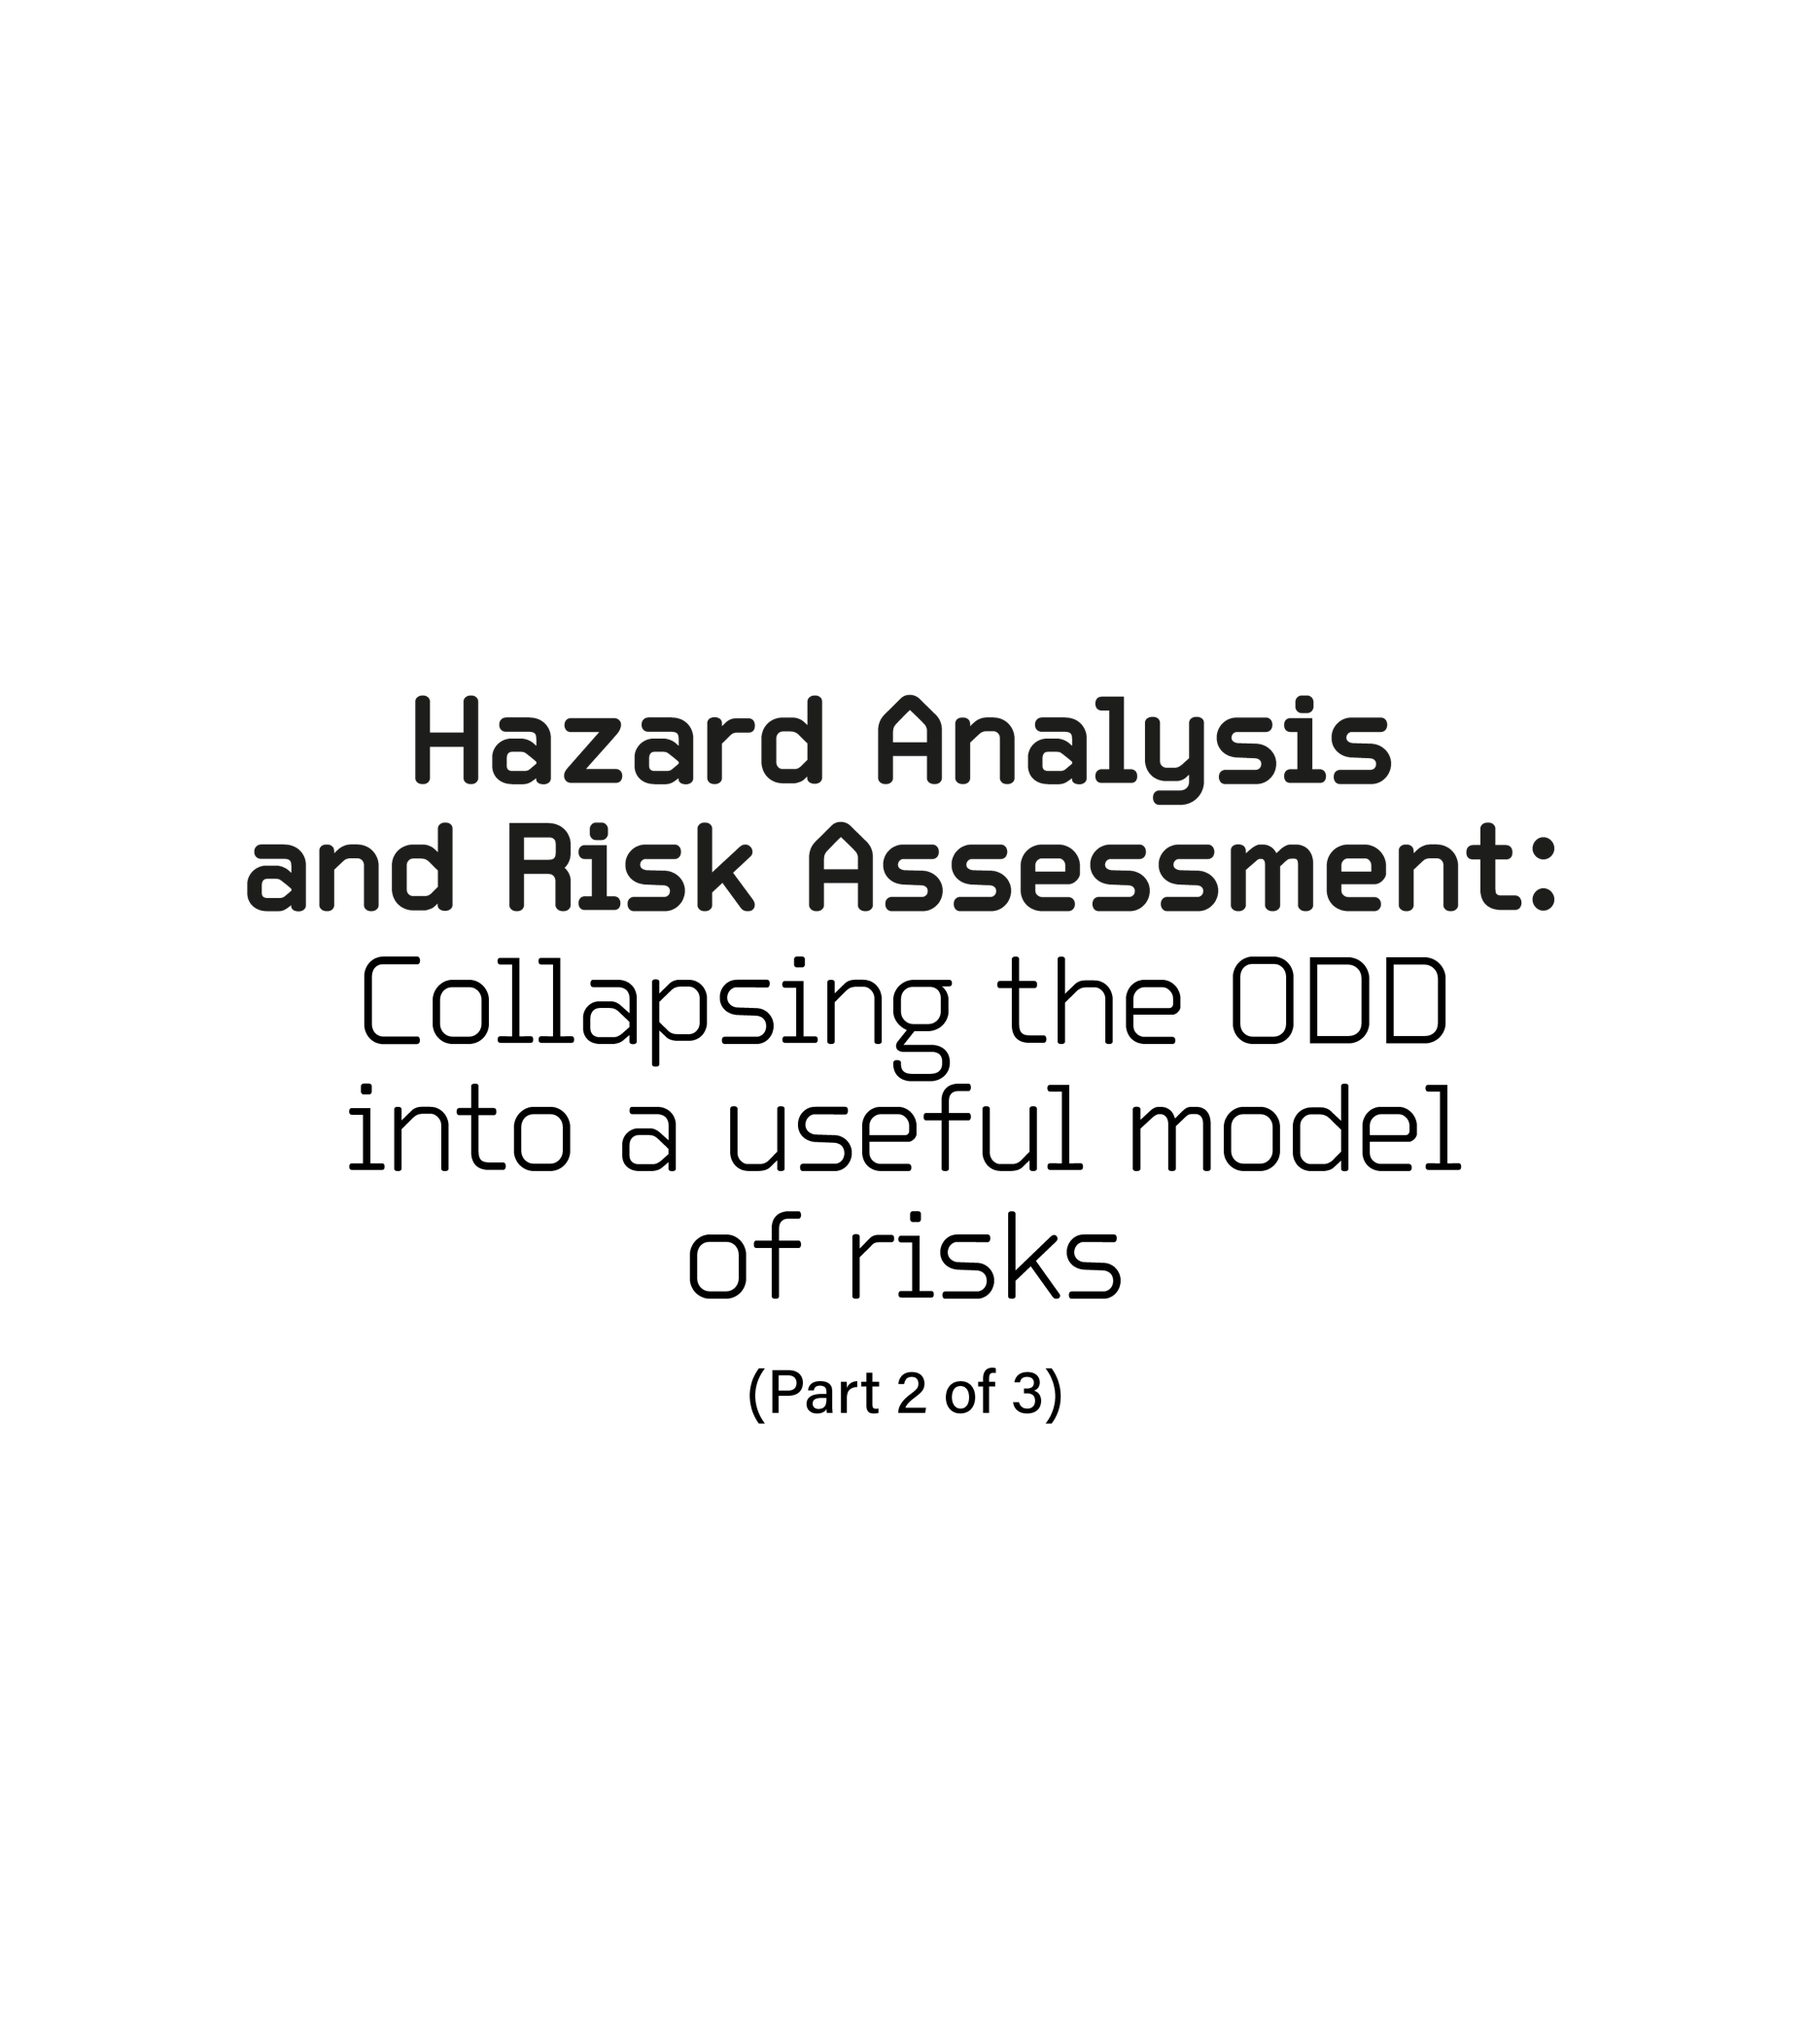 Hazard Analysis
and Risk Assessment:
Collapsing the ODD
into a useful model
of risks
(Part 2 of 3)